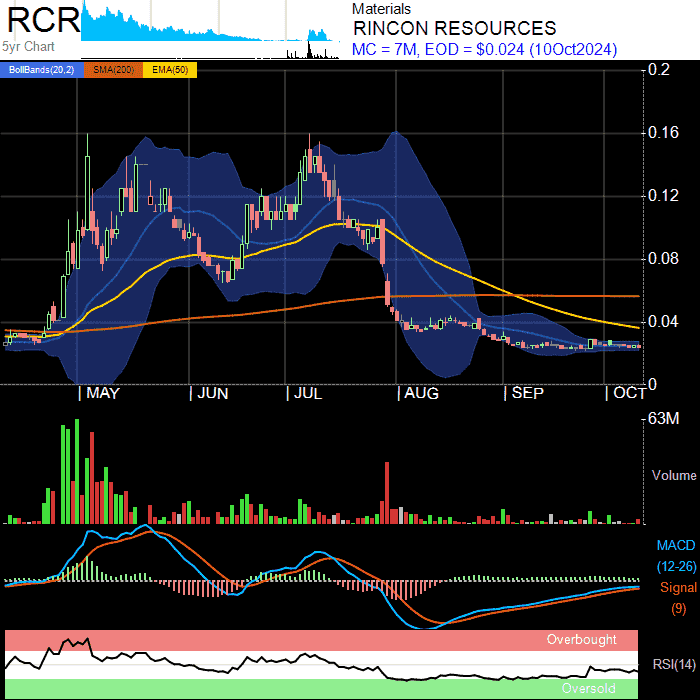 RCR
5yr Chart
Materials
RINCON RESOURCES
MC = 7M, EOD = $0.024 (10Oct2024)
BollBands(20,2) SMA(200) EMA(50)
0.2
0.16
0.12
0.08
0.04
0
| MAY | JUN | JUL | AUG | SEP | OCT
63M
Volume
MACD
(12-26)
Signal
(9)
Overbought
RSI(14)
Oversold